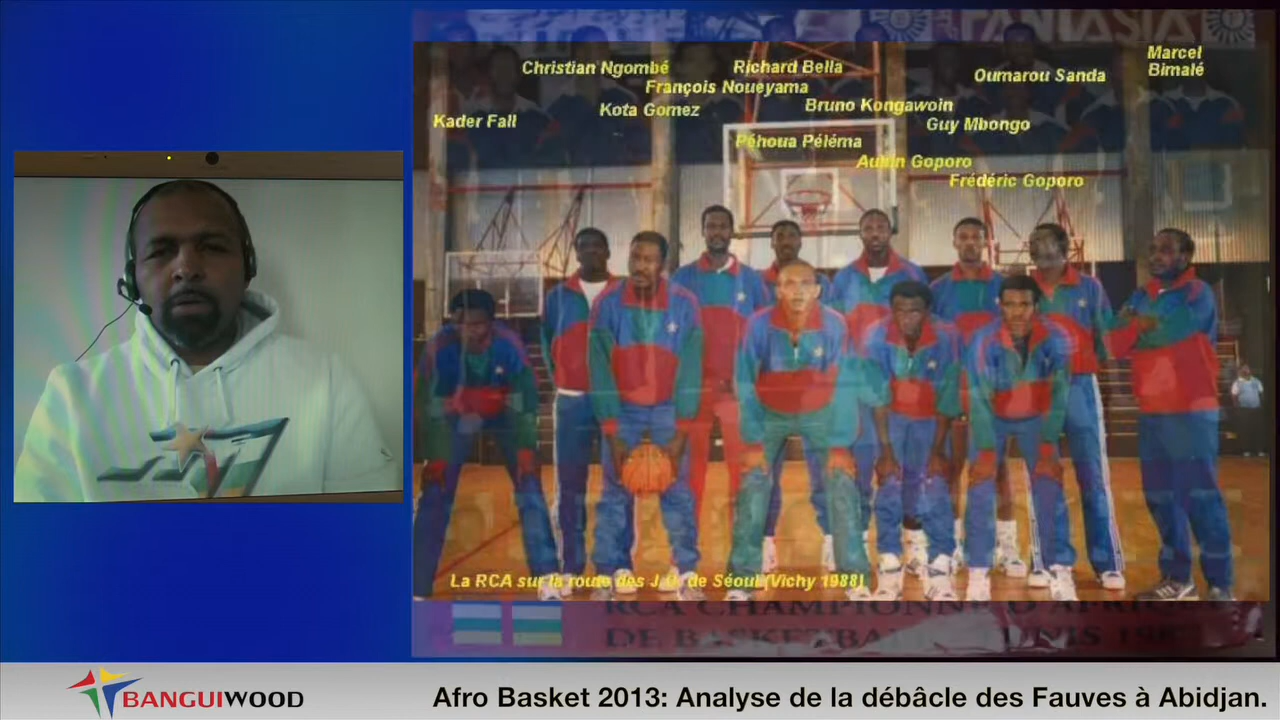 FANTASIA
Marcel
Bimalé
Christian Ngombé
Richard Bella
Oumarou Sanda
François Noueyama
Kota Gomez
Bruno Kongawoin
Kader Fall
Guy Mbongo
Péhoua Péléma
Aubin Goporo
Frédéric Goporo
La RCA sur la route des J.O. de Séoul (Vichy 1988)
RCA CHAMPIONNE D'AFRIQUE
DE BASKETBALL TUNIS 1987
BANGUIWOOD
Afro Basket 2013: Analyse de la débâcle des Fauves à Abidjan.